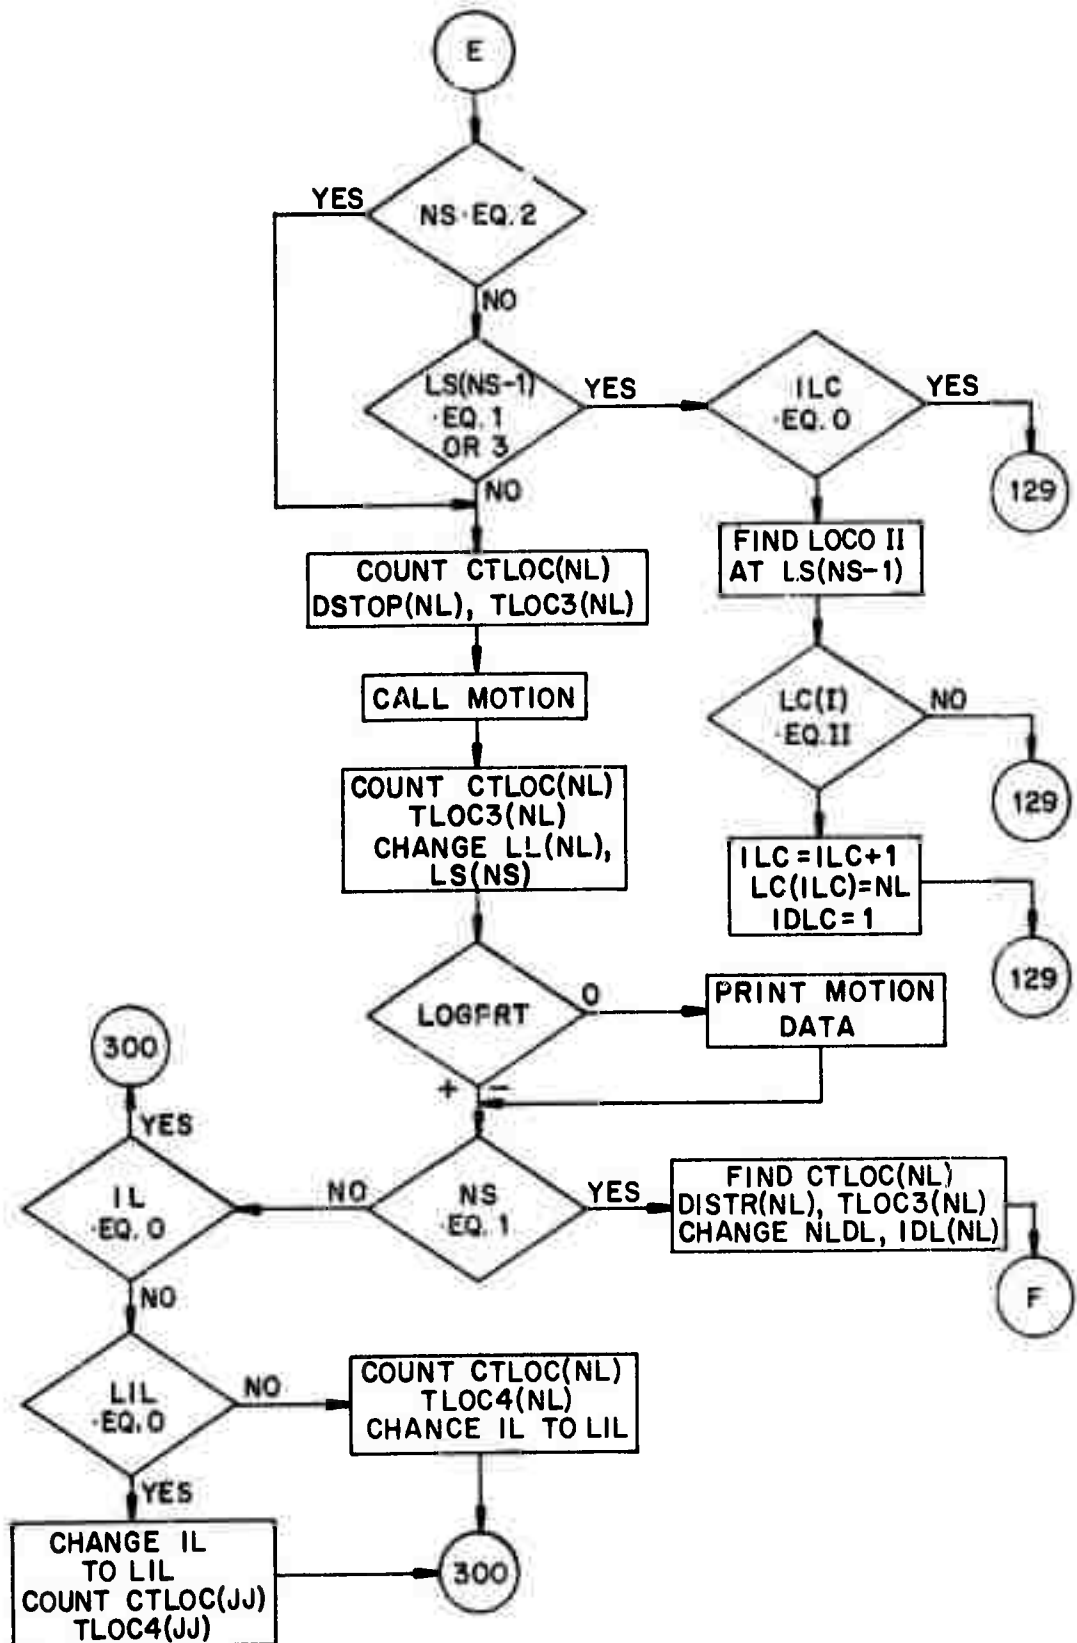 E
YES
NS·EQ.2
NO
LS(NS-1)
·EQ.1
OR 3
YES
ILC
·EQ.0
YES
129
NO
FIND LOCO II
AT LS(NS-1)
COUNT CTLOC(NL)
DSTOP(NL), TLOC3(NL)
CALL MOTION
LC(I)
·EQ.II
NO
129
COUNT CTLOC(NL)
TLOC3(NL)
CHANGE LL(NL),
LS(NS)
ILC=ILC+1
LC(ILC)=NL
IDLC=1
129
LOGPRT
0
PRINT MOTION
DATA
+ -
300
YES
IL
·EQ.0
NO
NS
·EQ.1
YES
FIND CTLOC(NL)
DISTR(NL), TLOC3(NL)
CHANGE NLDL, IDL(NL)
F
NO
LIL
·EQ.0
NO
COUNT CTLOC(NL)
TLOC4(NL)
CHANCE IL TO LIL
YES
CHANGE IL
TO LIL
COUNT CTLOC(JJ)
TLOC4(JJ)
300